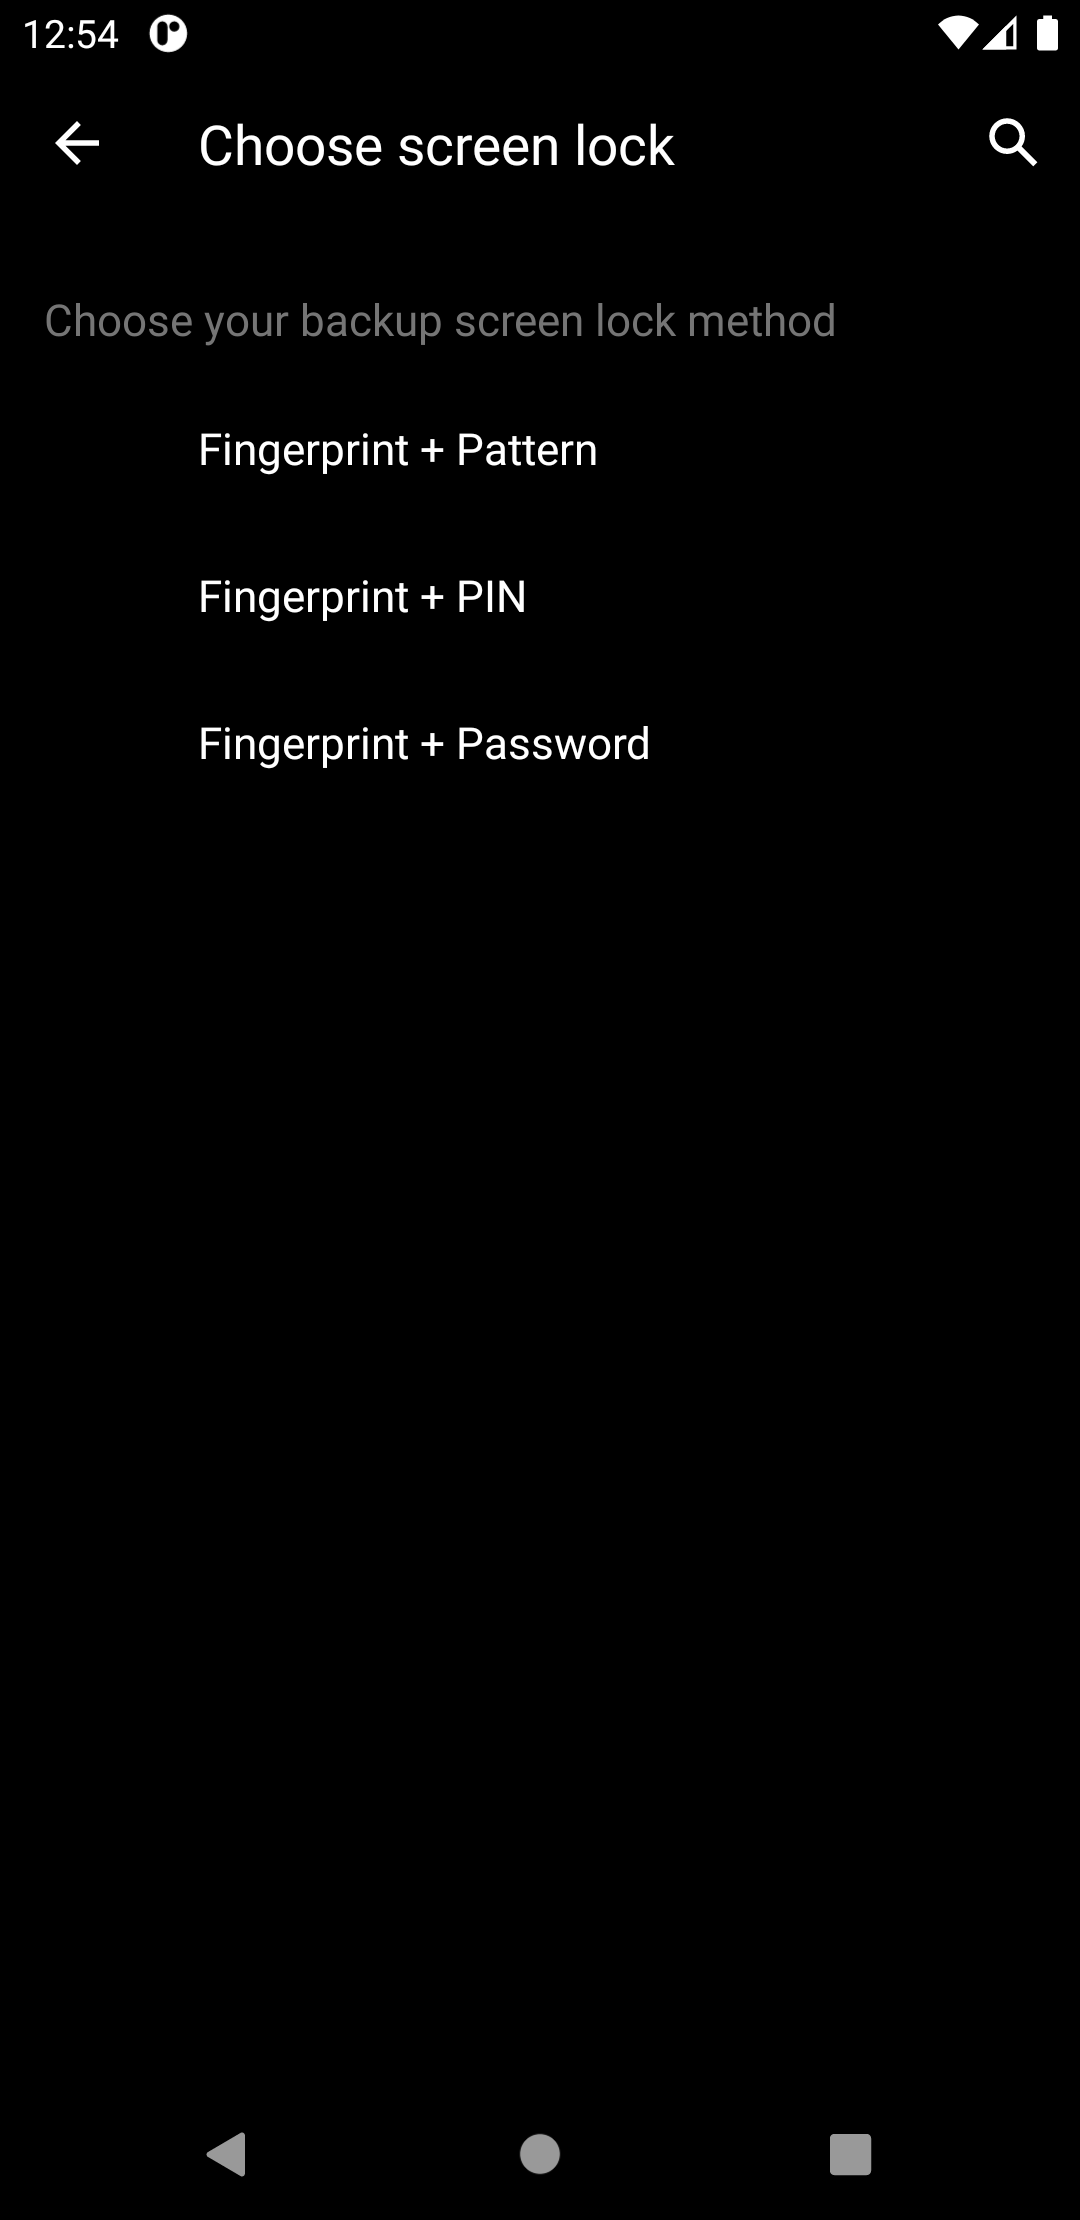 12:54
Choose screen lock
Choose your backup screen lock method
Fingerprint + Pattern
Fingerprint + PIN
Fingerprint + Password